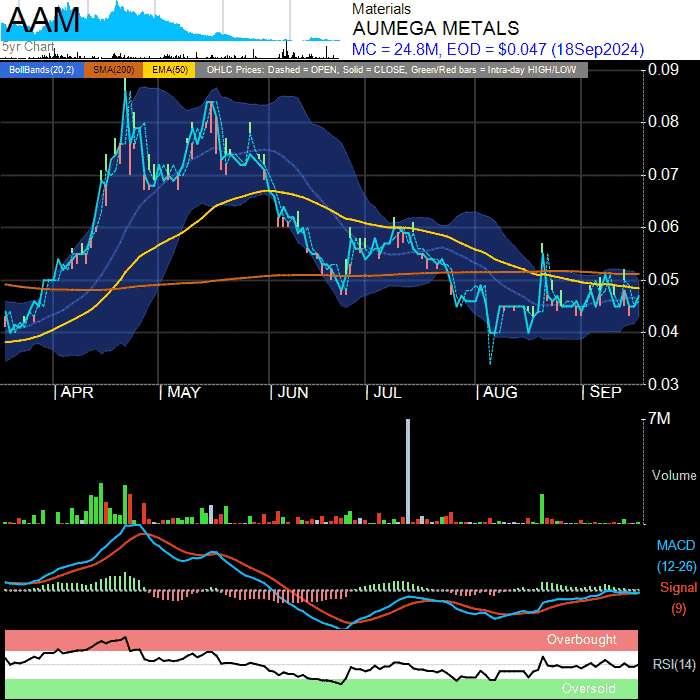 AAM
5yr Chart
Materials
AUMEGA METALS
MC = 24.8M, EOD = $0.047 (18Sep2024)
BollBands(20,2) SMA(200) EMA(50) OHLC Prices: Dashed = OPEN, Solid = CLOSE, Green/Red bars = Intra-day HIGH/LOW
0.09
0.08
0.07
0.06
0.05
0.04
0.03
APR MAY JUN JUL AUG SEP
7M
Volume
MACD
(12-26)
Signal
(9)
Overbought
RSI(14)
Oversold